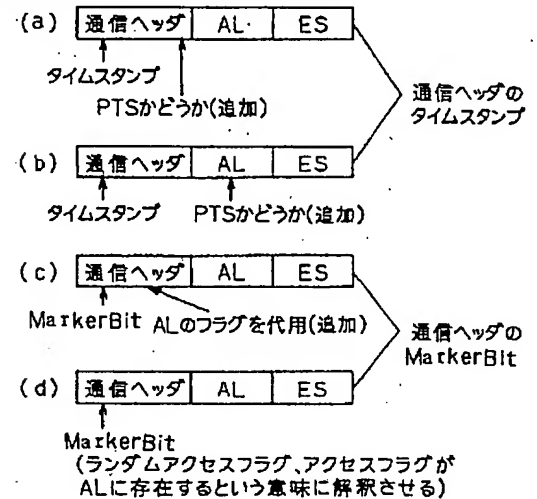 (a) 通信ヘッダ AL ES
タイムスタンプ
PTSかどうか(追加)
通信ヘッダの
タイムスタンプ
(b) 通信ヘッダ AL ES
タイムスタンプ PTSかどうか(追加)
(c) 通信ヘッダ AL ES
MarkerBit ALのフラグを代用(追加)
通信ヘッダの
MarkerBit
(d) 通信ヘッダ AL ES
MarkerBit
(ランダムアクセスフラグ、アクセスフラグが
ALに存在するという意味に解釈させる)